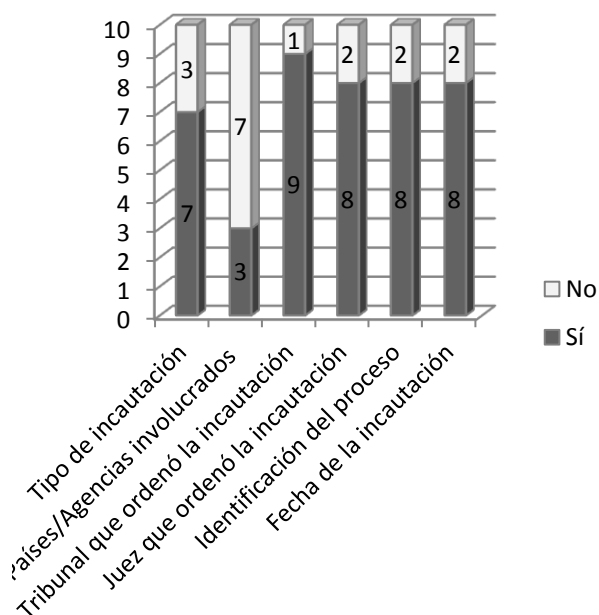 10
9
8
7
6
5
4
3
2
1
0
3
7
1
2
2
2
7
3
9
8
8
8
No
Sí
Tipo de incautación
Países/Agencias involucrados
Tribunal que ordenó la incautación
Juez que ordenó la incautación
Identificación del proceso
Fecha de la incautación